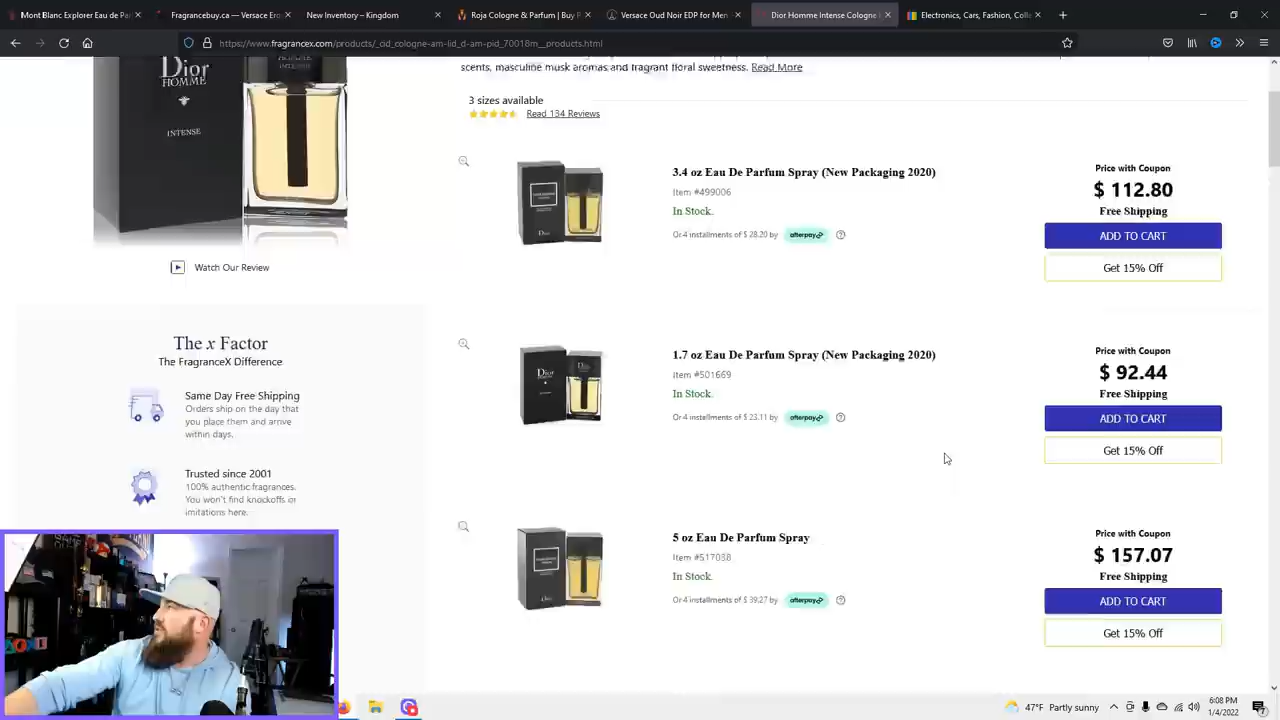 Mont Blanc Explorer Eau de Pa
Fragrancebuy.ca — Versace Eros
New Inventory – Kingdom
Roja Cologne & Parfum | Buy P
Versace Oud Noir EDP for Men
Dior Homme Intense Cologne
Electronics, Cars, Fashion, Colle
https://www.fragrancex.com/products/_cid_cologne-am-lid_d-am-pid_70018m__products.html
scents, masculine musk aromas and fragrant floral sweetness. Read More
3 sizes available
Read 134 Reviews
Dior
HOMME
INTENSE
Watch Our Review
3.4 oz Eau De Parfum Spray (New Packaging 2020)
Item #499006
In Stock.
Or 4 installments of $ 28.20 by afterpay
Price with Coupon
$ 112.80
Free Shipping
ADD TO CART
Get 15% Off
The x Factor
The FragranceX Difference
Same Day Free Shipping
Orders ship on the day that
you place them and arrive
within days.
Trusted since 2001
100% authentic fragrances.
You won't find knockoffs or
imitations here.
1.7 oz Eau De Parfum Spray (New Packaging 2020)
Item #501669
In Stock.
Or 4 installments of $ 23.11 by afterpay
Price with Coupon
$ 92.44
Free Shipping
ADD TO CART
Get 15% Off
5 oz Eau De Parfum Spray
Item #517038
In Stock.
Or 4 installments of $ 39.27 by afterpay
Price with Coupon
$ 157.07
Free Shipping
ADD TO CART
Get 15% Off
47°F Partly sunny
6:08 PM
1/4/2022